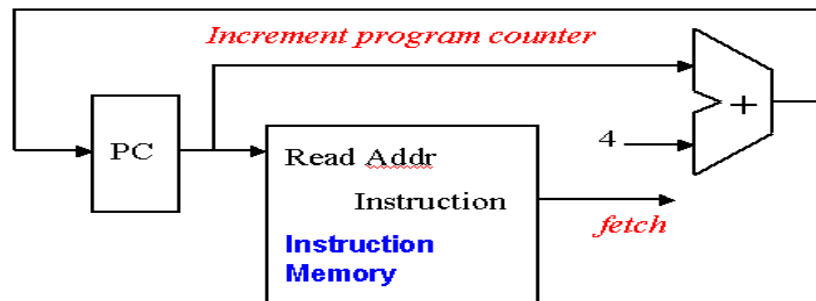 Increment program counter
PC
+
4
Read Addr
Instruction
fetch
Instruction
Memory